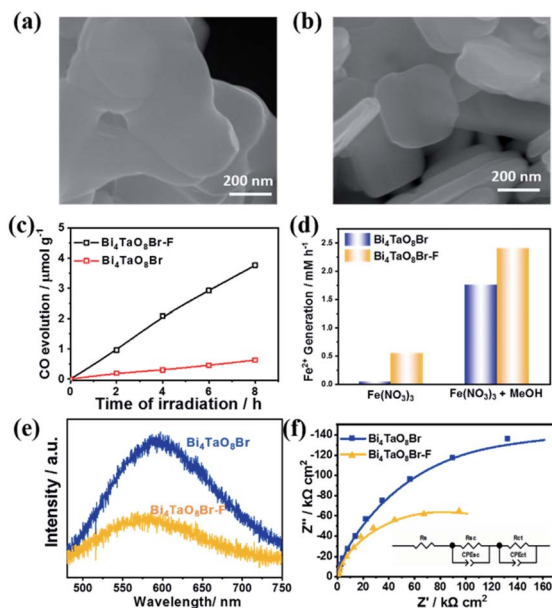 (a)
200 nm
(b)
200 nm
(c)
CO evolution / μmol g⁻¹
5
4
3
2
1
0
Bi₄TaO₈Br-F
Bi₄TaO₈Br
0 2 4 6 8
Time of irradiation / h
(d)
Fe²⁺ Generation / mM h⁻¹
2.5
2.0
1.5
1.0
0.5
0.0
Bi₄TaO₈Br
Bi₄TaO₈Br-F
Fe(NO₃)₃ Fe(NO₃)₃ + MeOH
(e)
Intensity / a.u.
Bi₄TaO₈Br
Bi₄TaO₈Br-F
500 550 600 650 700 750
Wavelength/ nm
(f)
Z'' / kΩ cm²
-140
-120
-100
-80
-60
-40
-20
0
Bi₄TaO₈Br
Bi₄TaO₈Br-F
Rs Rsc Rct
CPEsc CPEct
0 20 40 60 80 100 120 140 160
Z' / kΩ cm²